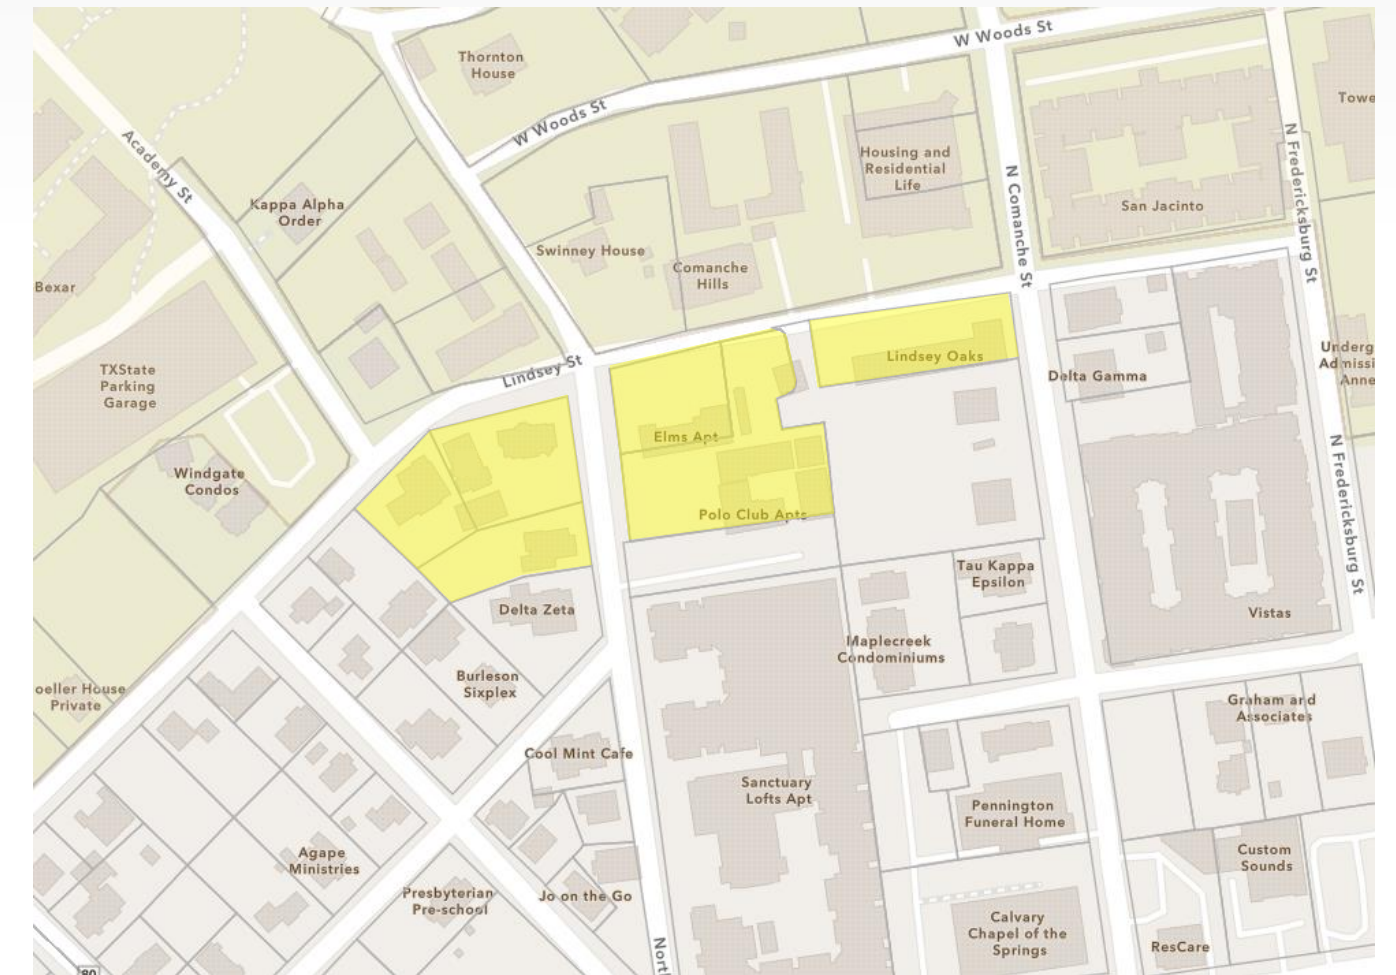 W Woods St
Thornton
House
Towe
W Woods St
Academy St
N Fredericksburg St
Housing and
Residential
Life
N Comanche St
Kappa Alpha
Order
San Jacinto
Swinney House
Comanche
Hills
Bexar
Underg
Admissi
Anne
Lindsey Oaks
Lindsey St
TXState
Parking
Garage
Delta Gamma
Elms Apt
N Fredericksburg St
Windgate
Condos
Polo Club Apts
Tau Kappa
Epsilon
Delta Zeta
Vistas
Maplecreek
Condominiums
Burleson
Sixplex
oeller House
Private
Graham and
Associates
Cool Mint Cafe
Sanctuary
Lofts Apt
Pennington
Funeral Home
Agape
Ministries
Custom
Sounds
Presbyterian
Pre-school
Jo on the Go
Calvary
Chapel of the
Springs
ResCare
North
80